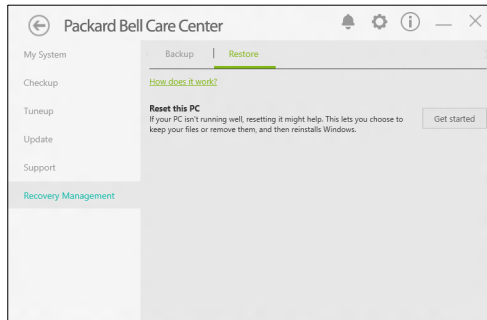 Packard Bell Care Center
My System
Backup | Restore
Checkup
How does it work?
Tuneup
Reset this PC
If your PC isn't running well, resetting it might help. This lets you choose to
keep your files or remove them, and then reinstalls Windows.
Get started
Update
Support
Recovery Management